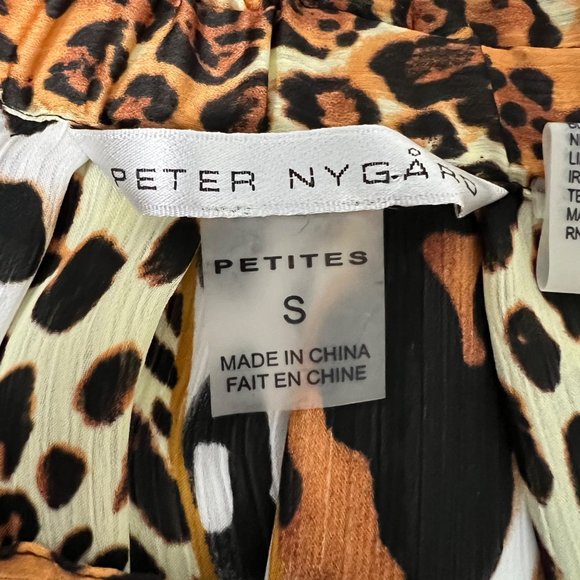 PETER NYGÅRD
PETITES
S
MADE IN CHINA
FAIT EN CHINE